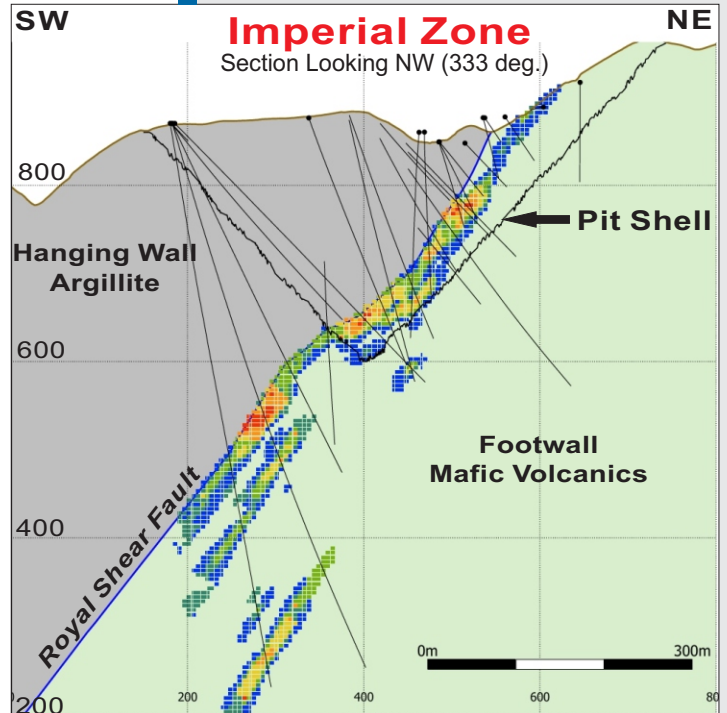 SW
NE
Imperial Zone
Section Looking NW (333 deg.)
800
Pit Shell
Hanging Wall
Argillite
600
Footwall
Mafic Volcanics
400
Royal Shear Fault
0m
300m
200
0
200
400
600
80